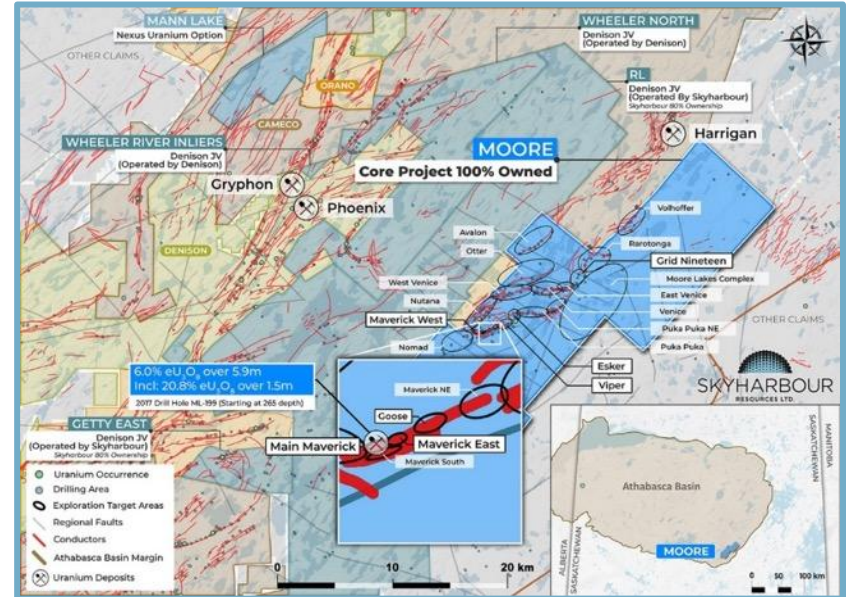 MANN LAKE
Nexus Uranium Option
OTHER CLAIMS
WHEELER NORTH
Denison JV
(Operated by Denison)
RL
Denison JV
(Operated By Skyharbour)
Skyharbour 80% Ownership
ORANO
CAMECO
Harrigan
WHEELER RIVER INLIERS
Denison JV
(Operated by Denison)
MOORE
Core Project 100% Owned
Gryphon
Phoenix
DENISON
Volhoffer
Avalon
Rarotonga
Otter
Grid Nineteen
Moore Lakes Complex
West Venice
East Venice
Nutana
Venice
Maverick West
Puka Puka NE
OTHER CLAIMS
Nomad
Puka Puka
Esker
Viper
6.0% eU₃O₈ over 5.9m
Incl: 20.8% eU₃O₈ over 1.5m
2017 Drill Hole ML-199 (Starting at 265 depth)
SKYHARBOUR
RESOURCES LTD.
Maverick NE
Goose
Main Maverick
Maverick East
Maverick South
GETTY EAST
Denison JV
(Operated by Skyharbour)
Skyharbour 80% Ownership
Uranium Occurrence
Drilling Area
Exploration Target Areas
Regional Faults
Conductors
Athabasca Basin Margin
Uranium Deposits
0 10 20 km
SASKATCHEWAN
MANITOBA
Athabasca Basin
ALBERTA
SASKATCHEWAN
MOORE
0 50 100 km